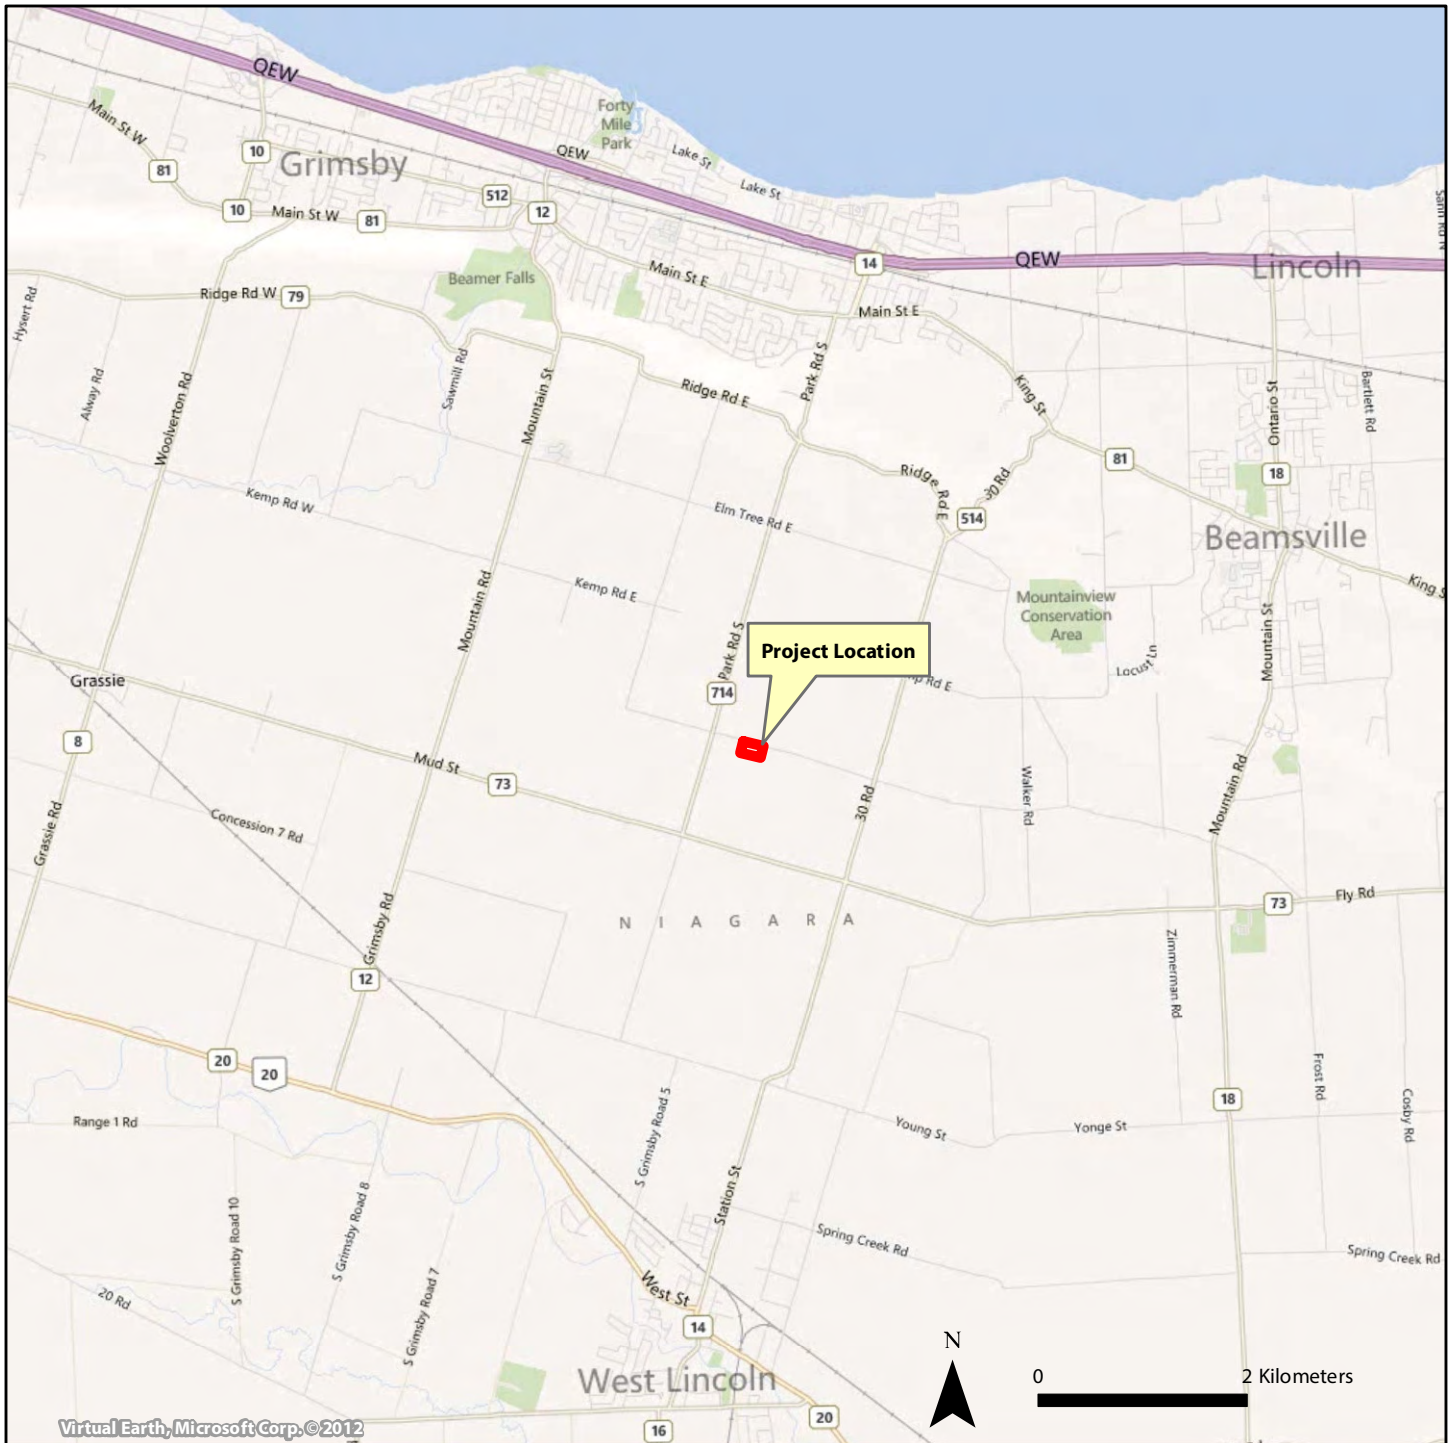 QEW
Main St W
81
10
Grimsby
Forty
Mile
Park
QEW
Lake St
Lake St
512
10
Main St W
81
12
14
QEW
Lincoln
Beamer Falls
Main St E
Main St E
Hysert Rd
Ridge Rd W
79
Alway Rd
Woolverton Rd
Sawmill Rd
Mountain St
Ridge Rd E
Park Rd S
King St
Ontario St
Bartlett Rd
81
18
Kemp Rd W
Elm Tree Rd E
Ridge Rd E
30 Rd
514
Beamsville
King S
Kemp Rd E
Mountain Rd
Mountainview
Conservation
Area
Locust Ln
Mountain St
Park Rd S
Project Location
mp Rd E
714
Grassie
8
Mud St
73
30 Rd
Walker Rd
Mountain Rd
Grassie Rd
Concession 7 Rd
Grimsby Rd
NIAGARA
73
Fly Rd
12
Zimmerman Rd
20
20
Frost Rd
Cosby Rd
18
Range 1 Rd
S Grimsby Road 5
Young St
Yonge St
Station St
S Grimsby Road 10
S Grimsby Road 8
S Grimsby Road 7
Spring Creek Rd
Spring Creek Rd
20 Rd
West St
14
West Lincoln
N
0
2 Kilometers
16
20
Virtual Earth, Microsoft Corp. © 2012